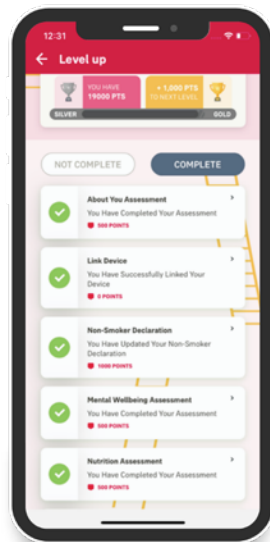 12:31
Level up
YOU HAVE
19000 PTS
+ 1,000 PTS
TO NEXT LEVEL
SILVER
GOLD
NOT COMPLETE
COMPLETE
About You Assessment
You Have Completed Your Assessment
500 POINTS
Link Device
You Have Successfully Linked Your
Device
0 POINTS
Non-Smoker Declaration
You Have Updated Your Non-Smoker
Declaration
1000 POINTS
Mental Wellbeing Assessment
You Have Completed Your Assessment
500 POINTS
Nutrition Assessment
You Have Completed Your Assessment
500 POINTS